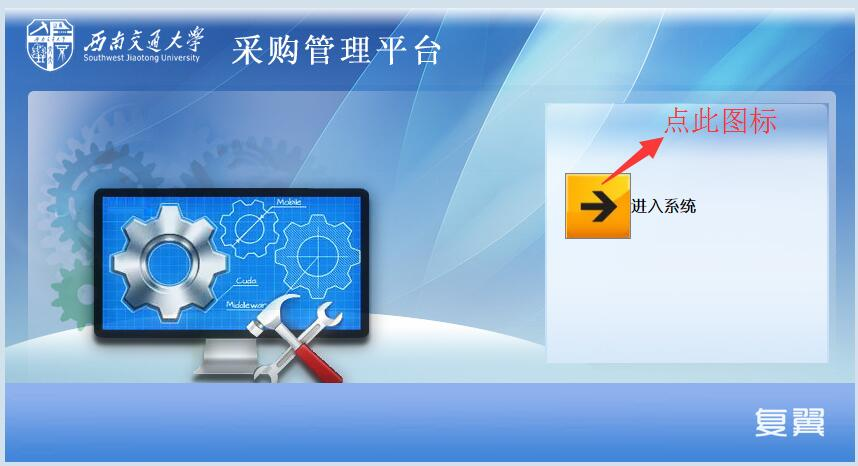 西南交通大学
Southwest Jiaotong University
采购管理平台
点此图标
进入系统
Mobile
Cuda
Middleware
复翼